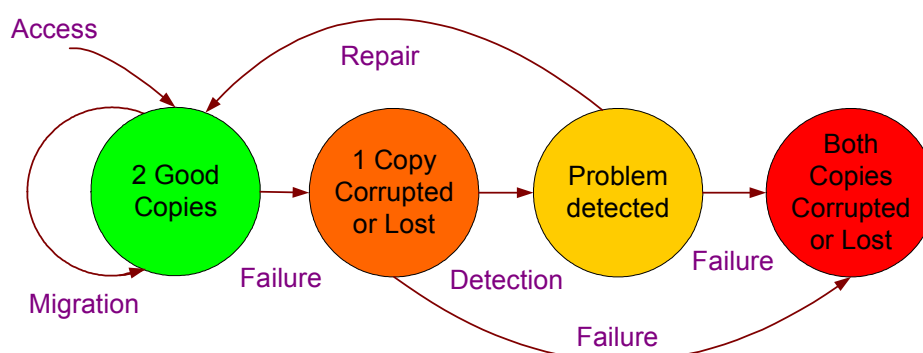 Access
Repair
2 Good
Copies
1 Copy
Corrupted
or Lost
Problem
detected
Both
Copies
Corrupted
or Lost
Migration
Failure
Detection
Failure
Failure